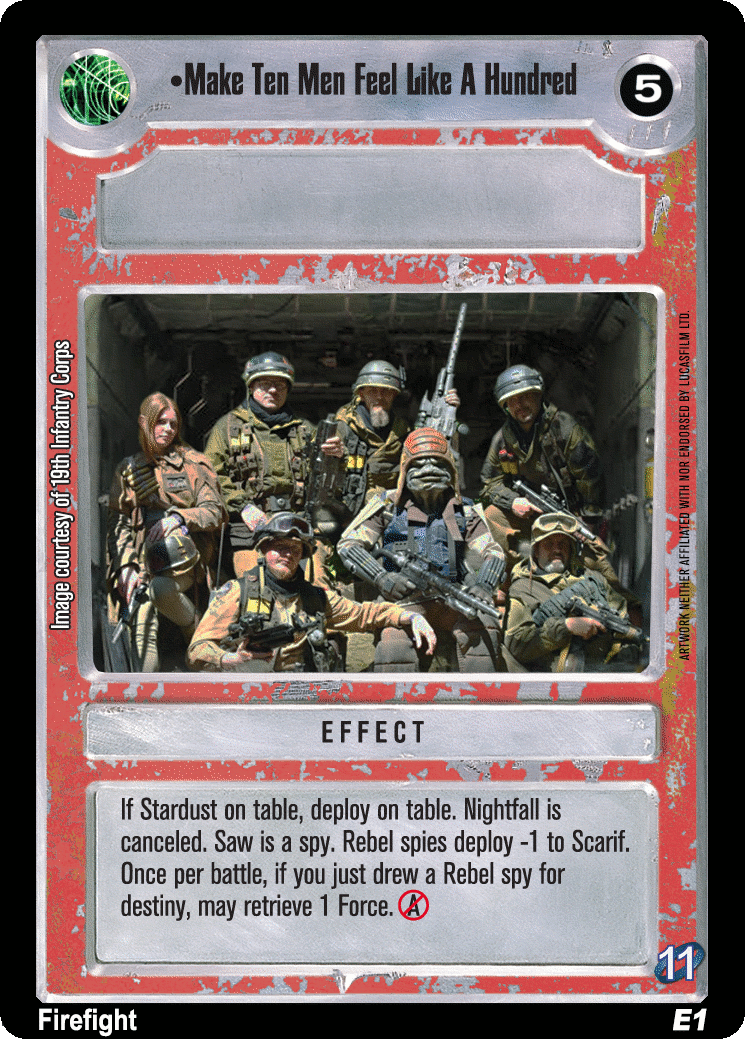 •Make Ten Men Feel Like A Hundred
5
Image courtesy of 19th Infantry Corps
ARTWORK NEITHER AFFILIATED WITH NOR ENDORSED BY LUCASFILM LTD.
EFFECT
If Stardust on table, deploy on table. Nightfall is
canceled. Saw is a spy. Rebel spies deploy -1 to Scarif.
Once per battle, if you just drew a Rebel spy for
destiny, may retrieve 1 Force. A
11
Firefight
E1